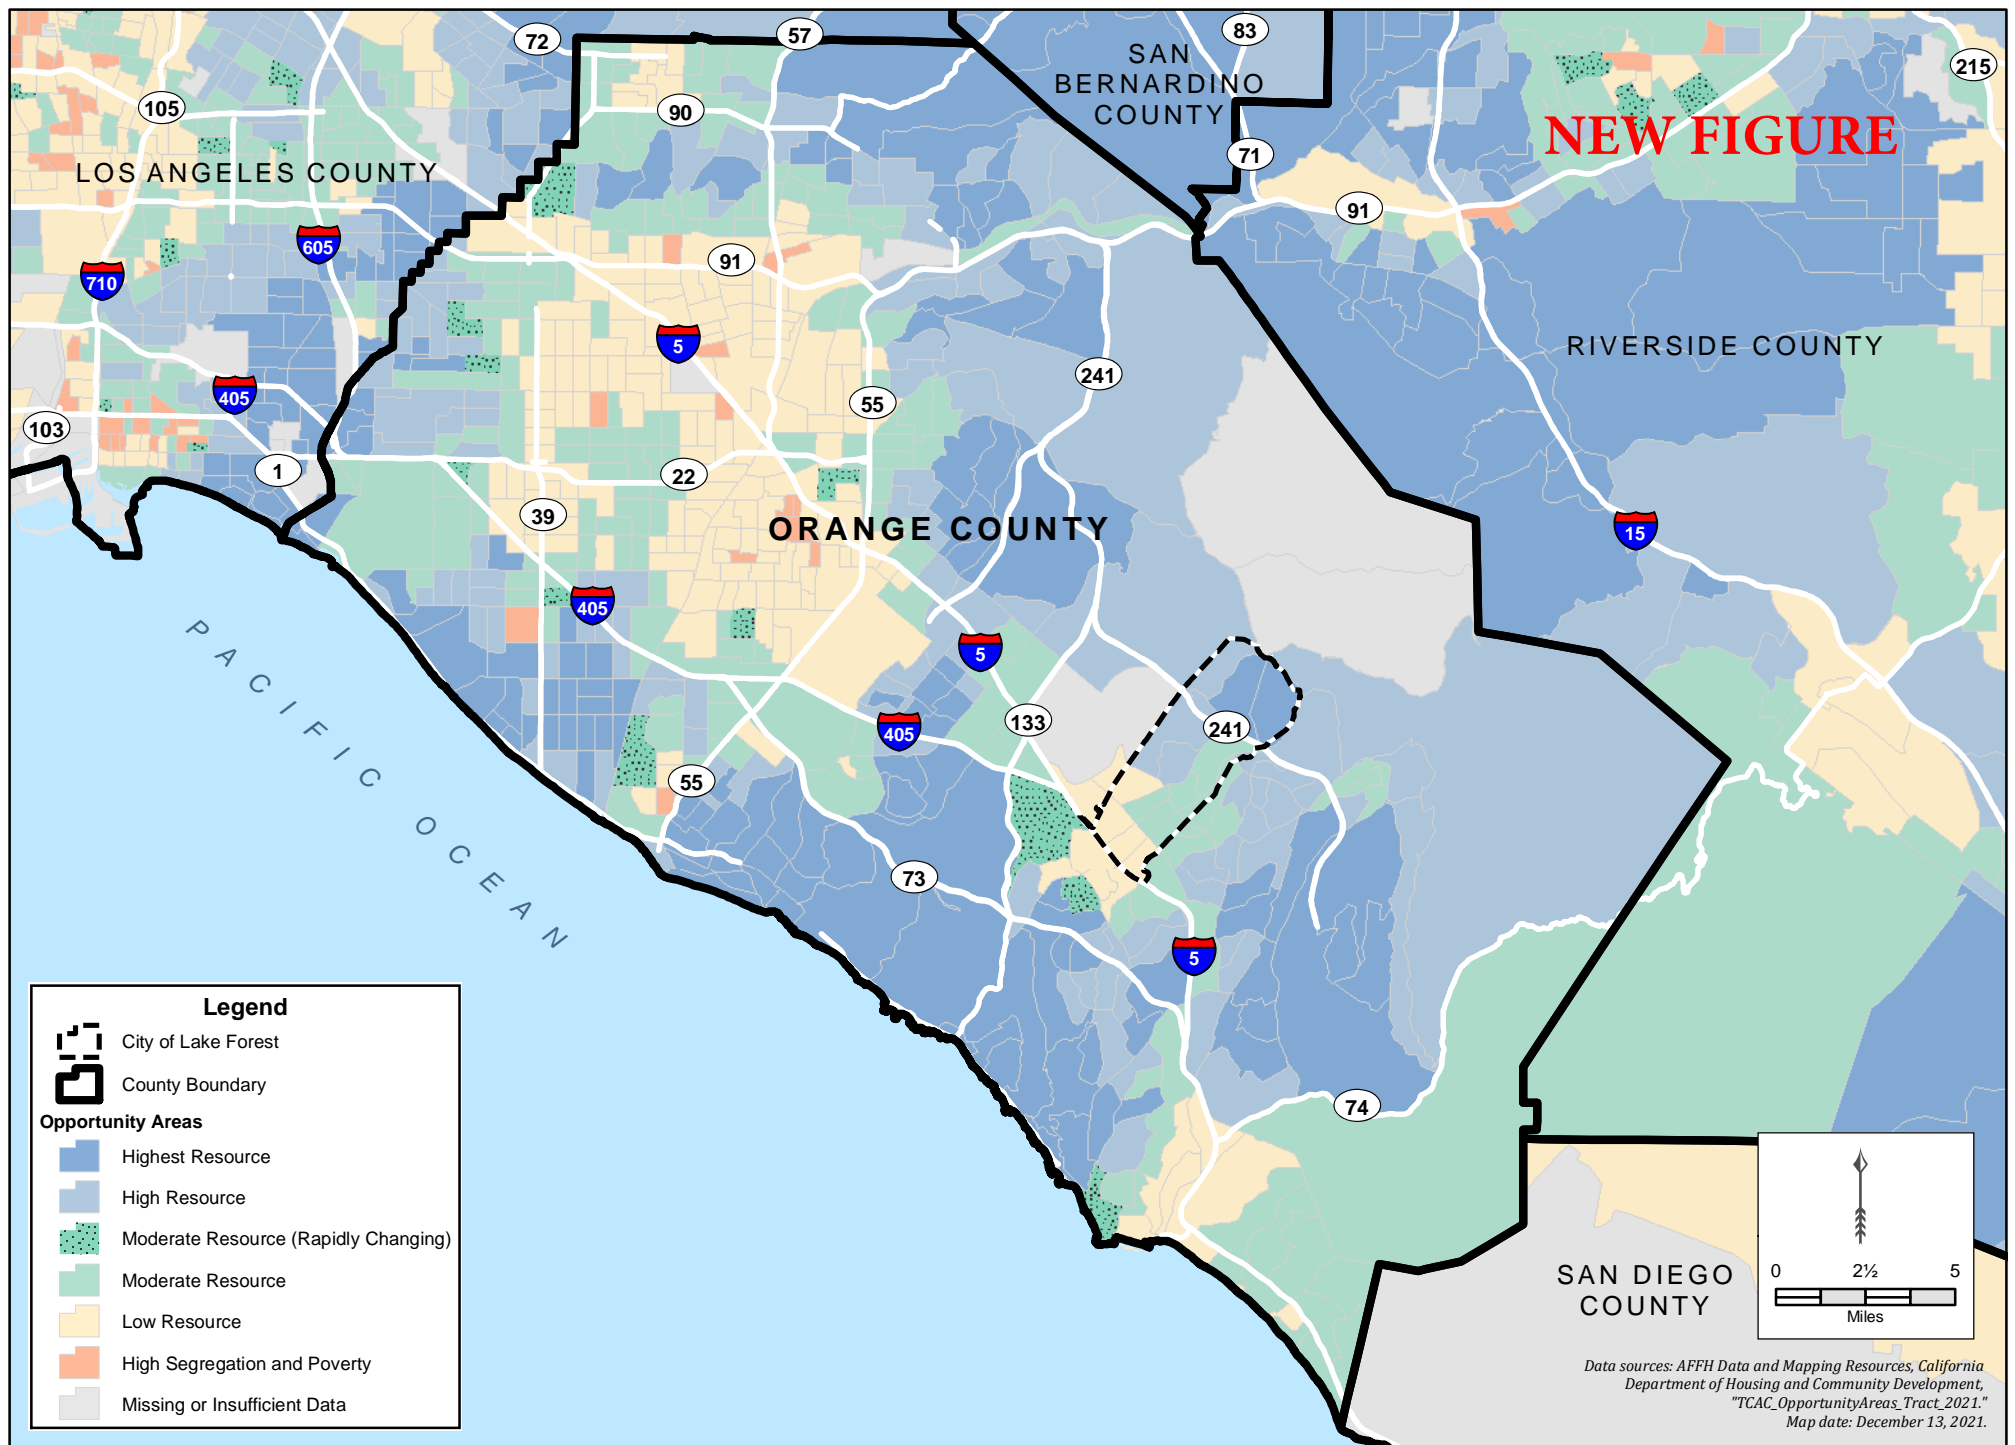 72
57
83
SAN
BERNARDINO
COUNTY
215
105
90
NEW FIGURE
71
LOS ANGELES COUNTY
91
605
91
710
5
RIVERSIDE COUNTY
241
405
55
103
1
22
39
ORANGE COUNTY
15
405
5
PACIFIC OCEAN
133
241
405
55
73
5
74
Legend
City of Lake Forest
County Boundary
Opportunity Areas
Highest Resource
High Resource
Moderate Resource (Rapidly Changing)
Moderate Resource
Low Resource
High Segregation and Poverty
Missing or Insufficient Data
SAN DIEGO
COUNTY
0 2½ 5
Miles
Data sources: AFFH Data and Mapping Resources, California
Department of Housing and Community Development,
"TCAC_OpportunityAreas_Tract_2021."
Map date: December 13, 2021.